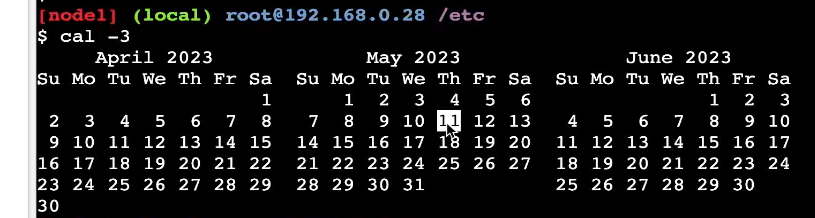 [node1] (local) root@192.168.0.28 /etc
$ cal -3
     April 2023             May 2023             June 2023
Su Mo Tu We Th Fr Sa  Su Mo Tu We Th Fr Sa  Su Mo Tu We Th Fr Sa
                   1      1  2  3  4  5  6               1  2  3
 2  3  4  5  6  7  8   7  8  9 10 11 12 13   4  5  6  7  8  9 10
 9 10 11 12 13 14 15  14 15 16 17 18 19 20  11 12 13 14 15 16 17
16 17 18 19 20 21 22  21 22 23 24 25 26 27  18 19 20 21 22 23 24
23 24 25 26 27 28 29  28 29 30 31           25 26 27 28 29 30
30